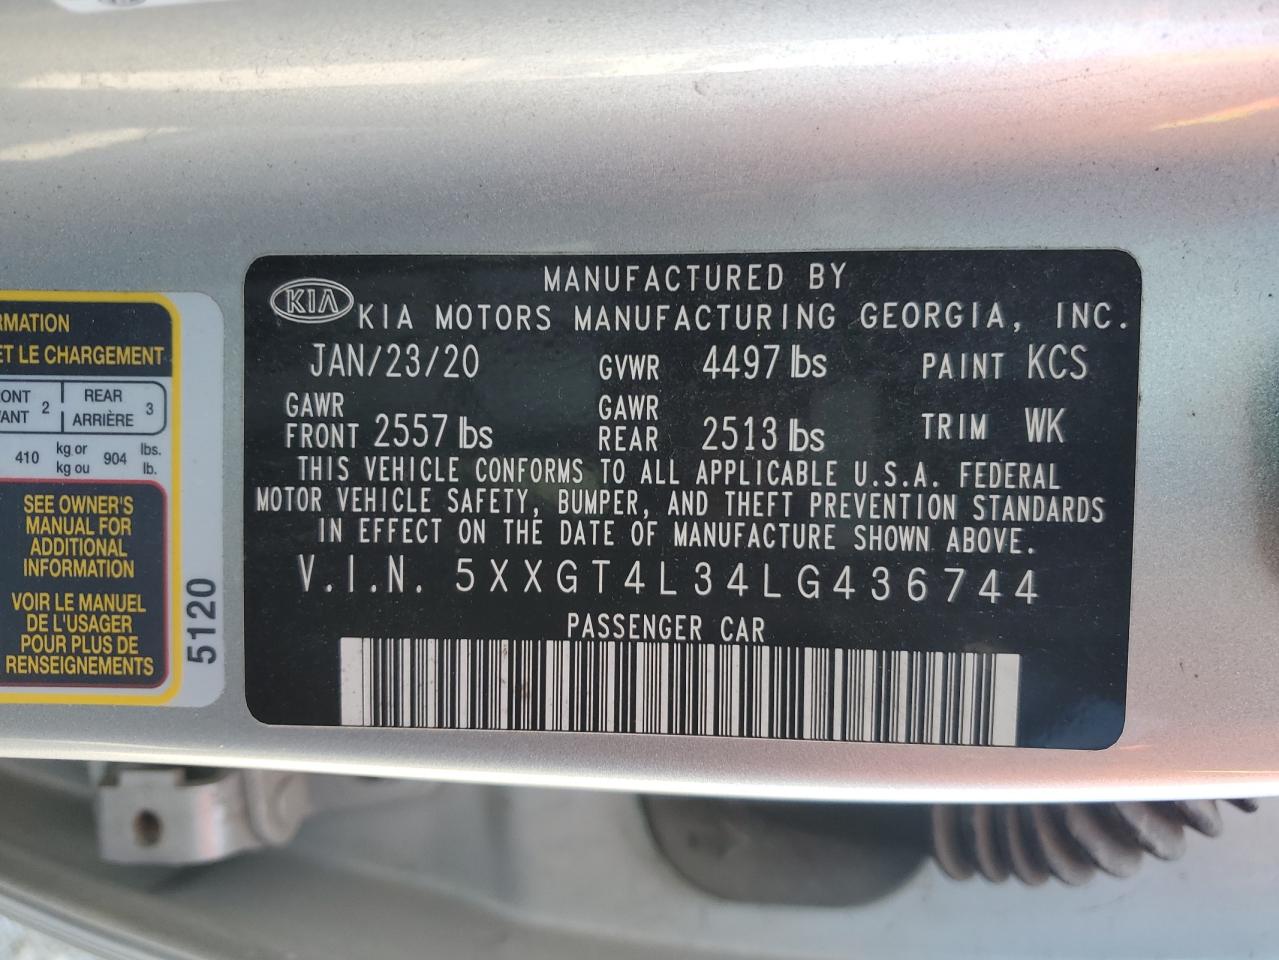 MANUFACTURED BY
KIA
KIA MOTORS MANUFACTURING GEORGIA, INC.
JAN/23/20 GVWR 4497 lbs PAINT KCS
GAWR FRONT 2557 lbs GAWR REAR 2513 lbs TRIM WK
THIS VEHICLE CONFORMS TO ALL APPLICABLE U.S.A. FEDERAL
MOTOR VEHICLE SAFETY, BUMPER, AND THEFT PREVENTION STANDARDS
IN EFFECT ON THE DATE OF MANUFACTURE SHOWN ABOVE.
V.I.N. 5XXGT4L34LG436744
PASSENGER CAR
ET LE CHARGEMENT
2 REAR ARRIÈRE 3
410 kg or kg ou 904 lbs. lb.
SEE OWNER'S
MANUAL FOR
ADDITIONAL
INFORMATION
VOIR LE MANUEL
DE L'USAGER
POUR PLUS DE
RENSEIGNEMENTS
5120